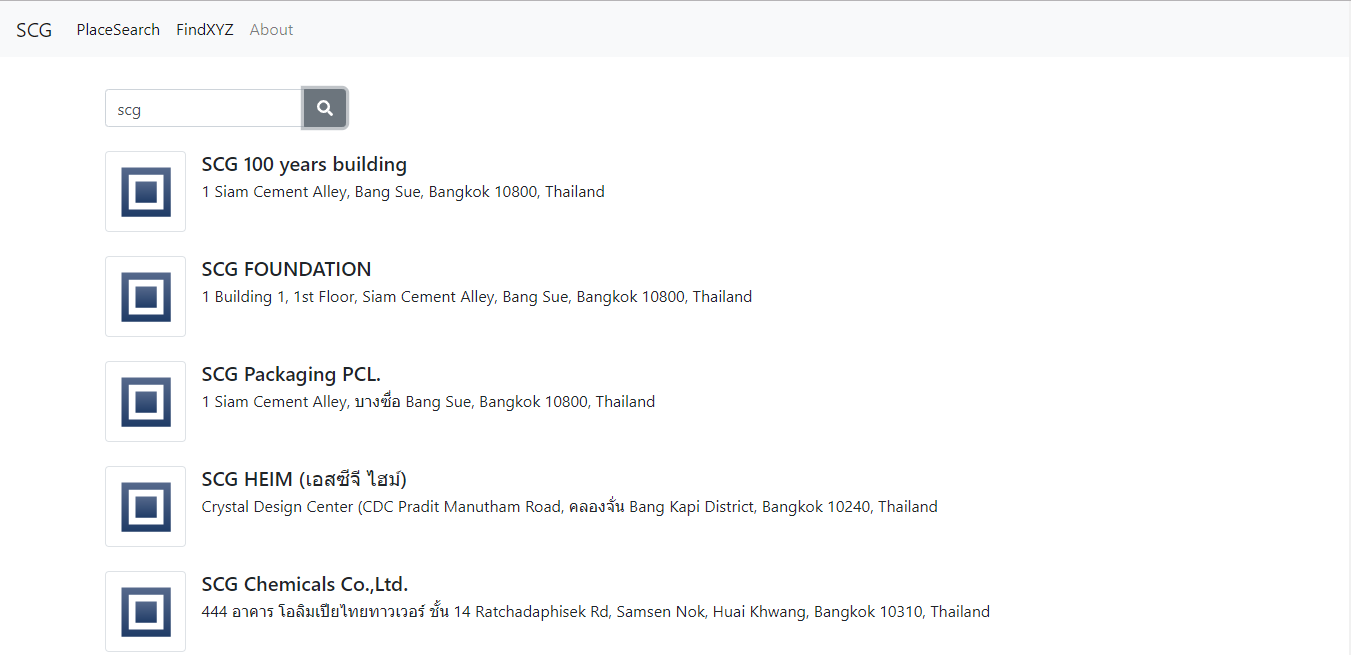 SCG PlaceSearch FindXYZ About
scg
SCG 100 years building
1 Siam Cement Alley, Bang Sue, Bangkok 10800, Thailand
SCG FOUNDATION
1 Building 1, 1st Floor, Siam Cement Alley, Bang Sue, Bangkok 10800, Thailand
SCG Packaging PCL.
1 Siam Cement Alley, บางซื่อ Bang Sue, Bangkok 10800, Thailand
SCG HEIM (เอสซีจี ไฮม์)
Crystal Design Center (CDC Pradit Manutham Road, คลองจั่น Bang Kapi District, Bangkok 10240, Thailand
SCG Chemicals Co.,Ltd.
444 อาคาร โอลิมเปียไทยทาวเวอร์ ชั้น 14 Ratchadaphisek Rd, Samsen Nok, Huai Khwang, Bangkok 10310, Thailand